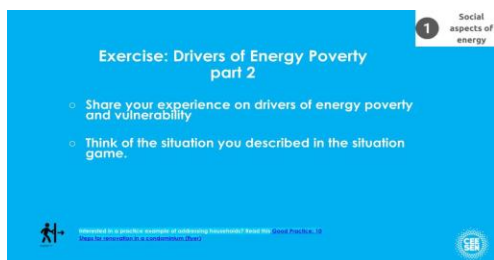 1
Social
aspects of
energy
Exercise: Drivers of Energy Poverty
part 2
Share your experience on drivers of energy poverty
and vulnerability
Think of the situation you described in the situation
game.
Interested in a practice example of addressing households? Read the Good Practice, 10
Steps for renovation in a condominium (flyer)
CEE
SEN